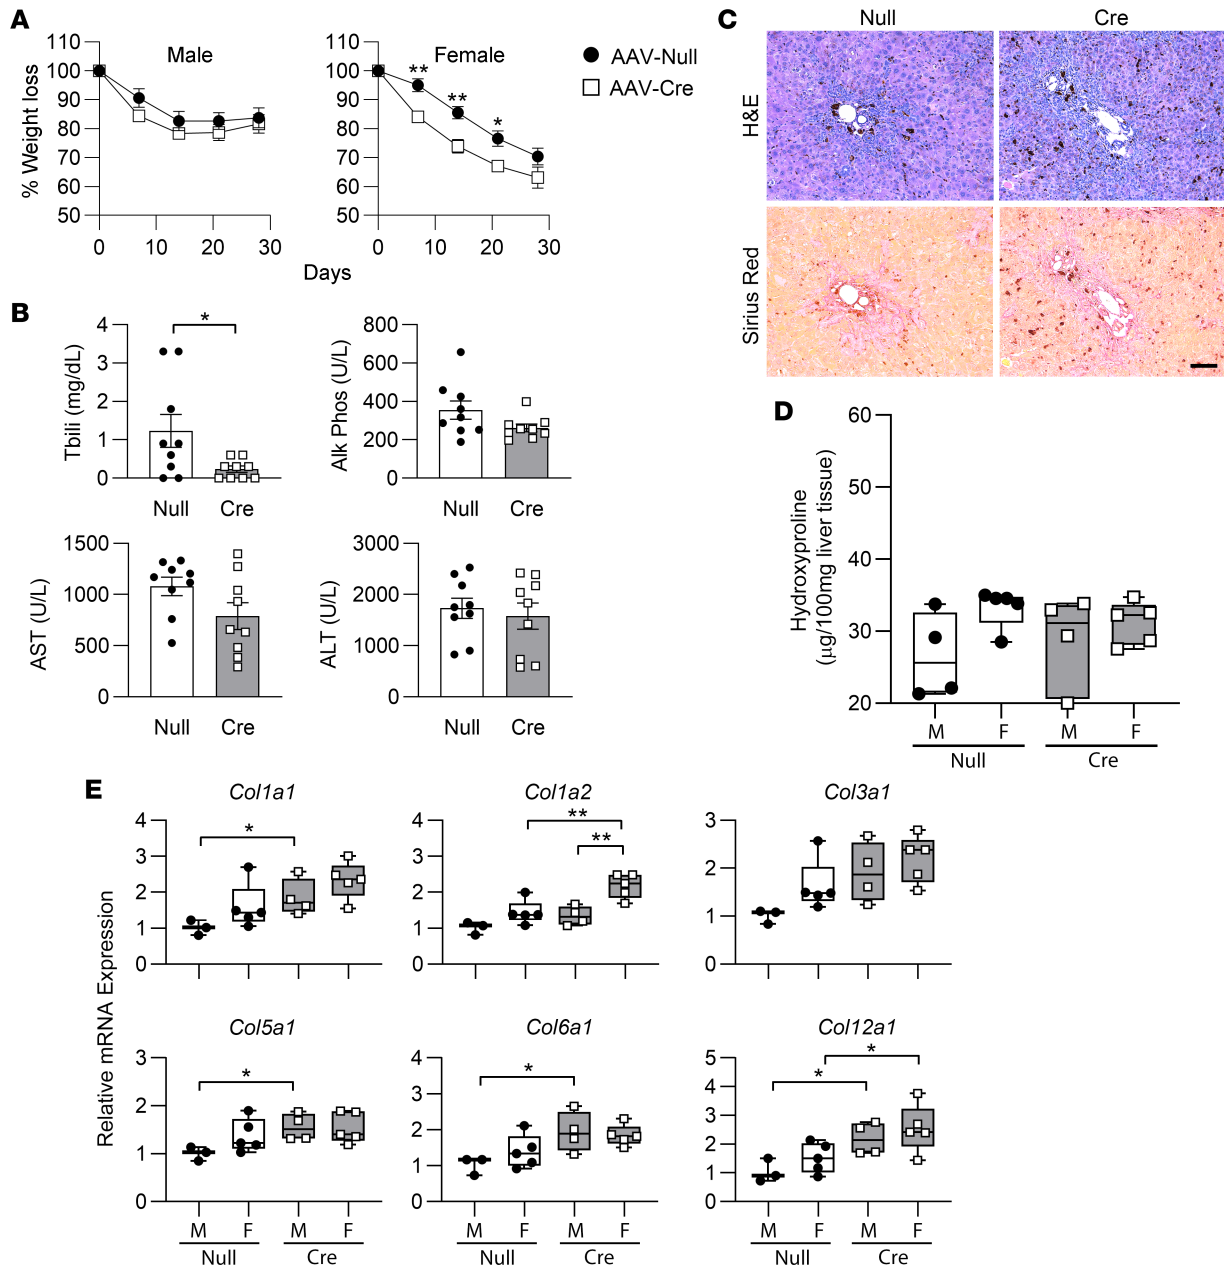 A
Male
Female
AAV-Null
AAV-Cre
% Weight loss
110
100
90
80
70
60
50
0
10
20
30
110
100
90
80
70
60
50
0
10
20
30
**
**
*
Days
B
Tbili (mg/dL)
4
3
2
1
0
*
Null
Cre
Alk Phos (U/L)
800
600
400
200
0
Null
Cre
AST (U/L)
1500
1000
500
0
Null
Cre
ALT (U/L)
3000
2000
1000
0
Null
Cre
C
Null
Cre
H&E
Sirius Red
D
Hydroxyproline
(μg/100mg liver tissue)
60
50
40
30
20
M
F
M
F
Null
Cre
E
Relative mRNA Expression
Col1a1
4
3
2
1
0
*
Col1a2
4
3
2
1
0
**
**
Col3a1
3
2
1
0
Col5a1
3
2
1
0
*
M
F
M
F
Null
Cre
Col6a1
4
3
2
1
0
*
M
F
M
F
Null
Cre
Col12a1
5
4
3
2
1
0
*
*
M
F
M
F
Null
Cre